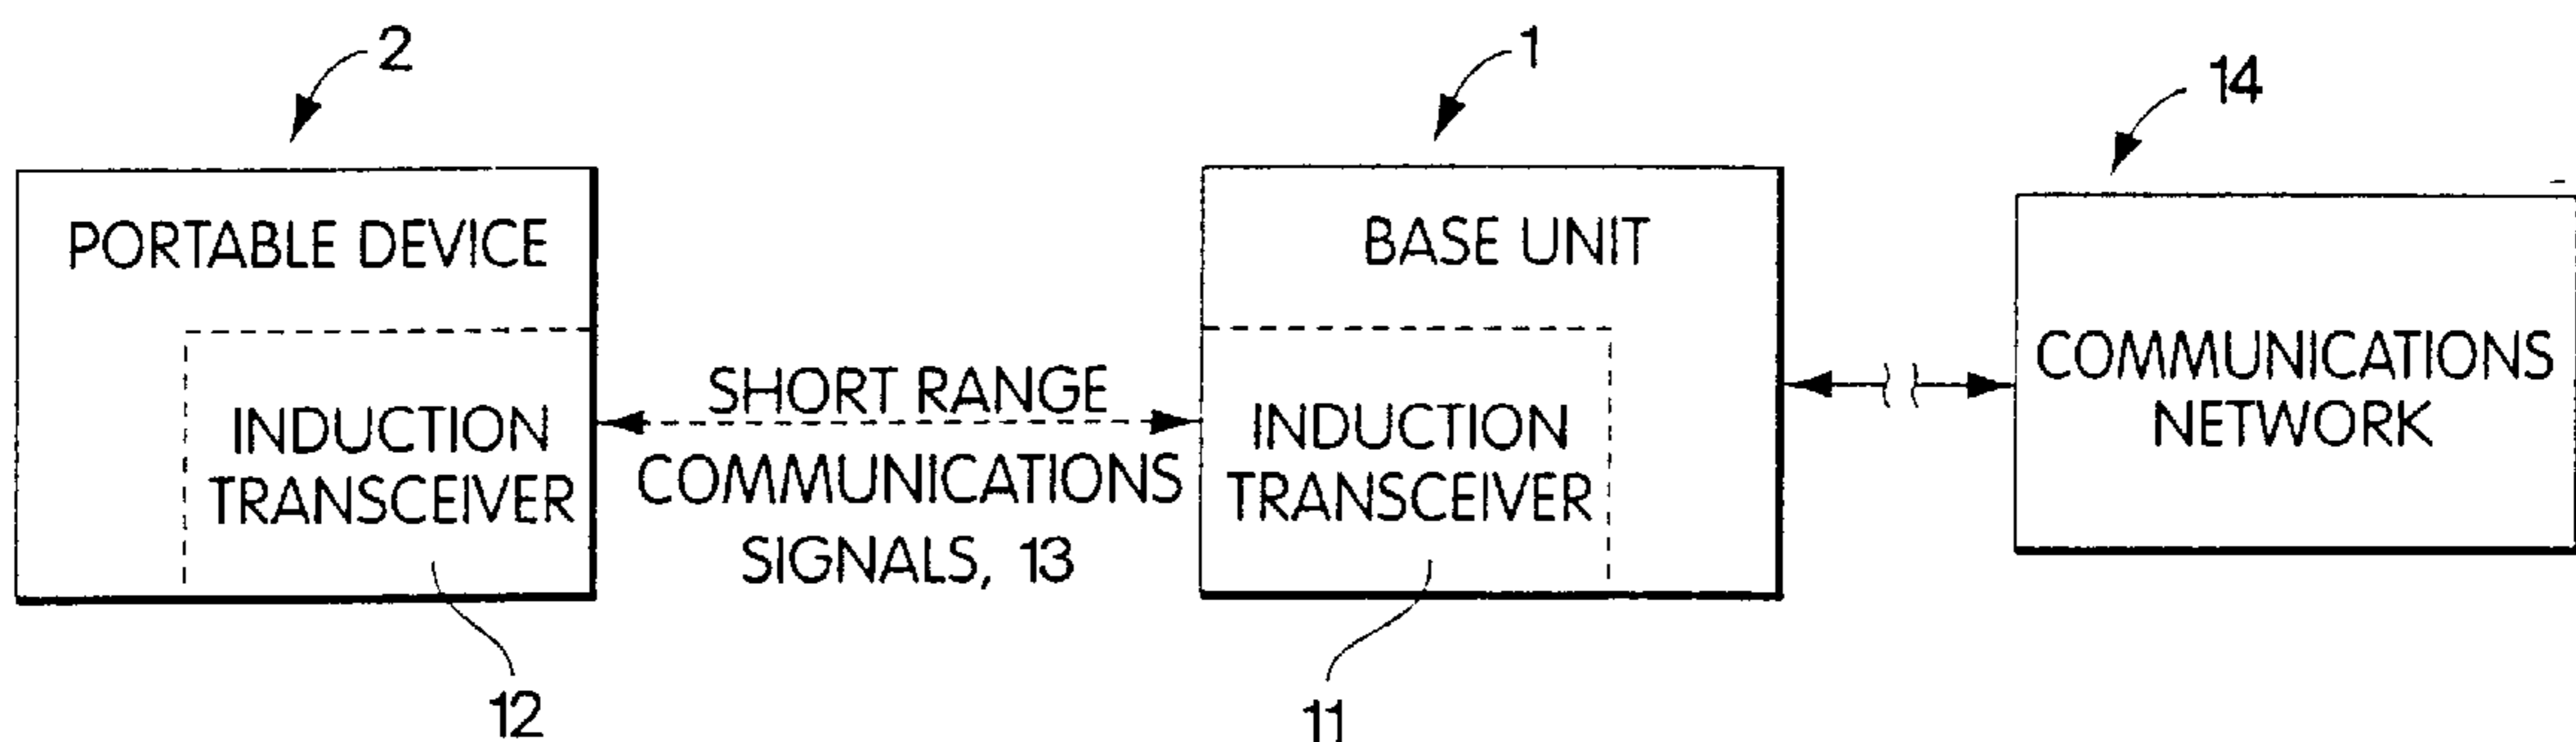 2
1
14
PORTABLE DEVICE
INDUCTION
TRANSCEIVER
12
SHORT RANGE
COMMUNICATIONS
SIGNALS, 13
BASE UNIT
INDUCTION
TRANSCEIVER
11
COMMUNICATIONS
NETWORK